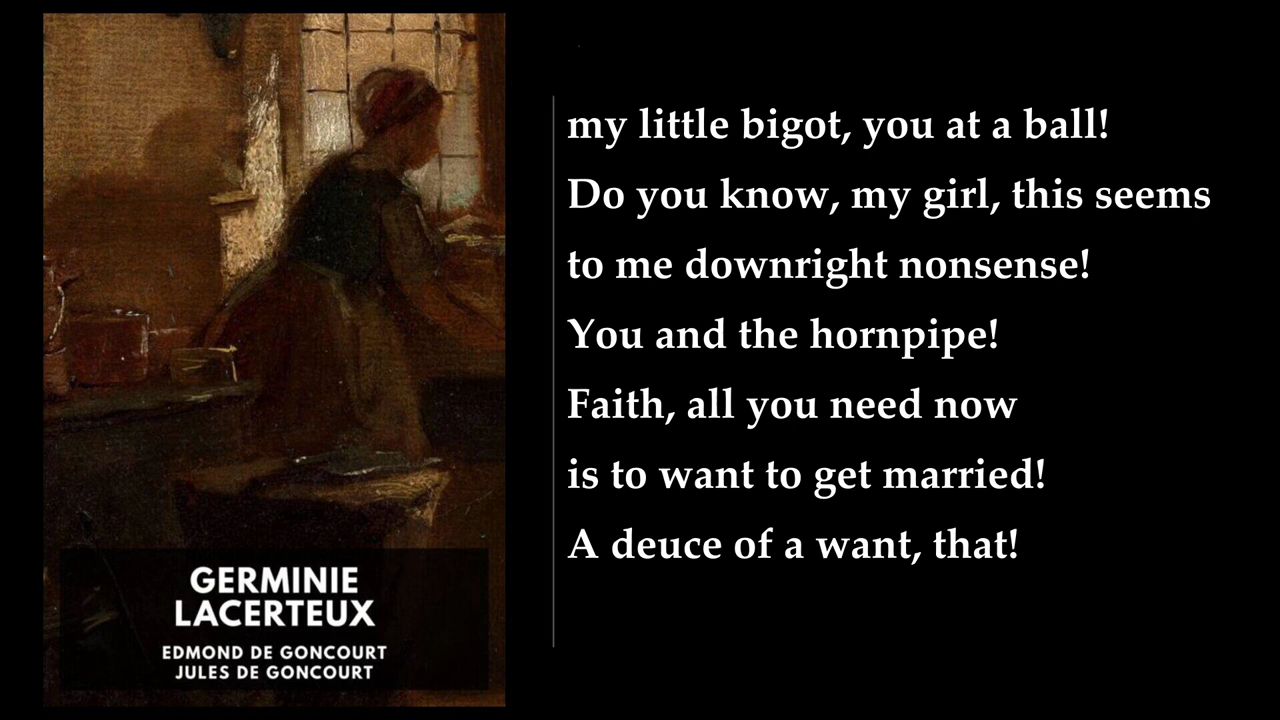 my little bigot, you at a ball!
Do you know, my girl, this seems
to me downright nonsense!
You and the hornpipe!
Faith, all you need now
is to want to get married!
A deuce of a want, that!
GERMINIE
LACERTEUX
EDMOND DE GONCOURT
JULES DE GONCOURT